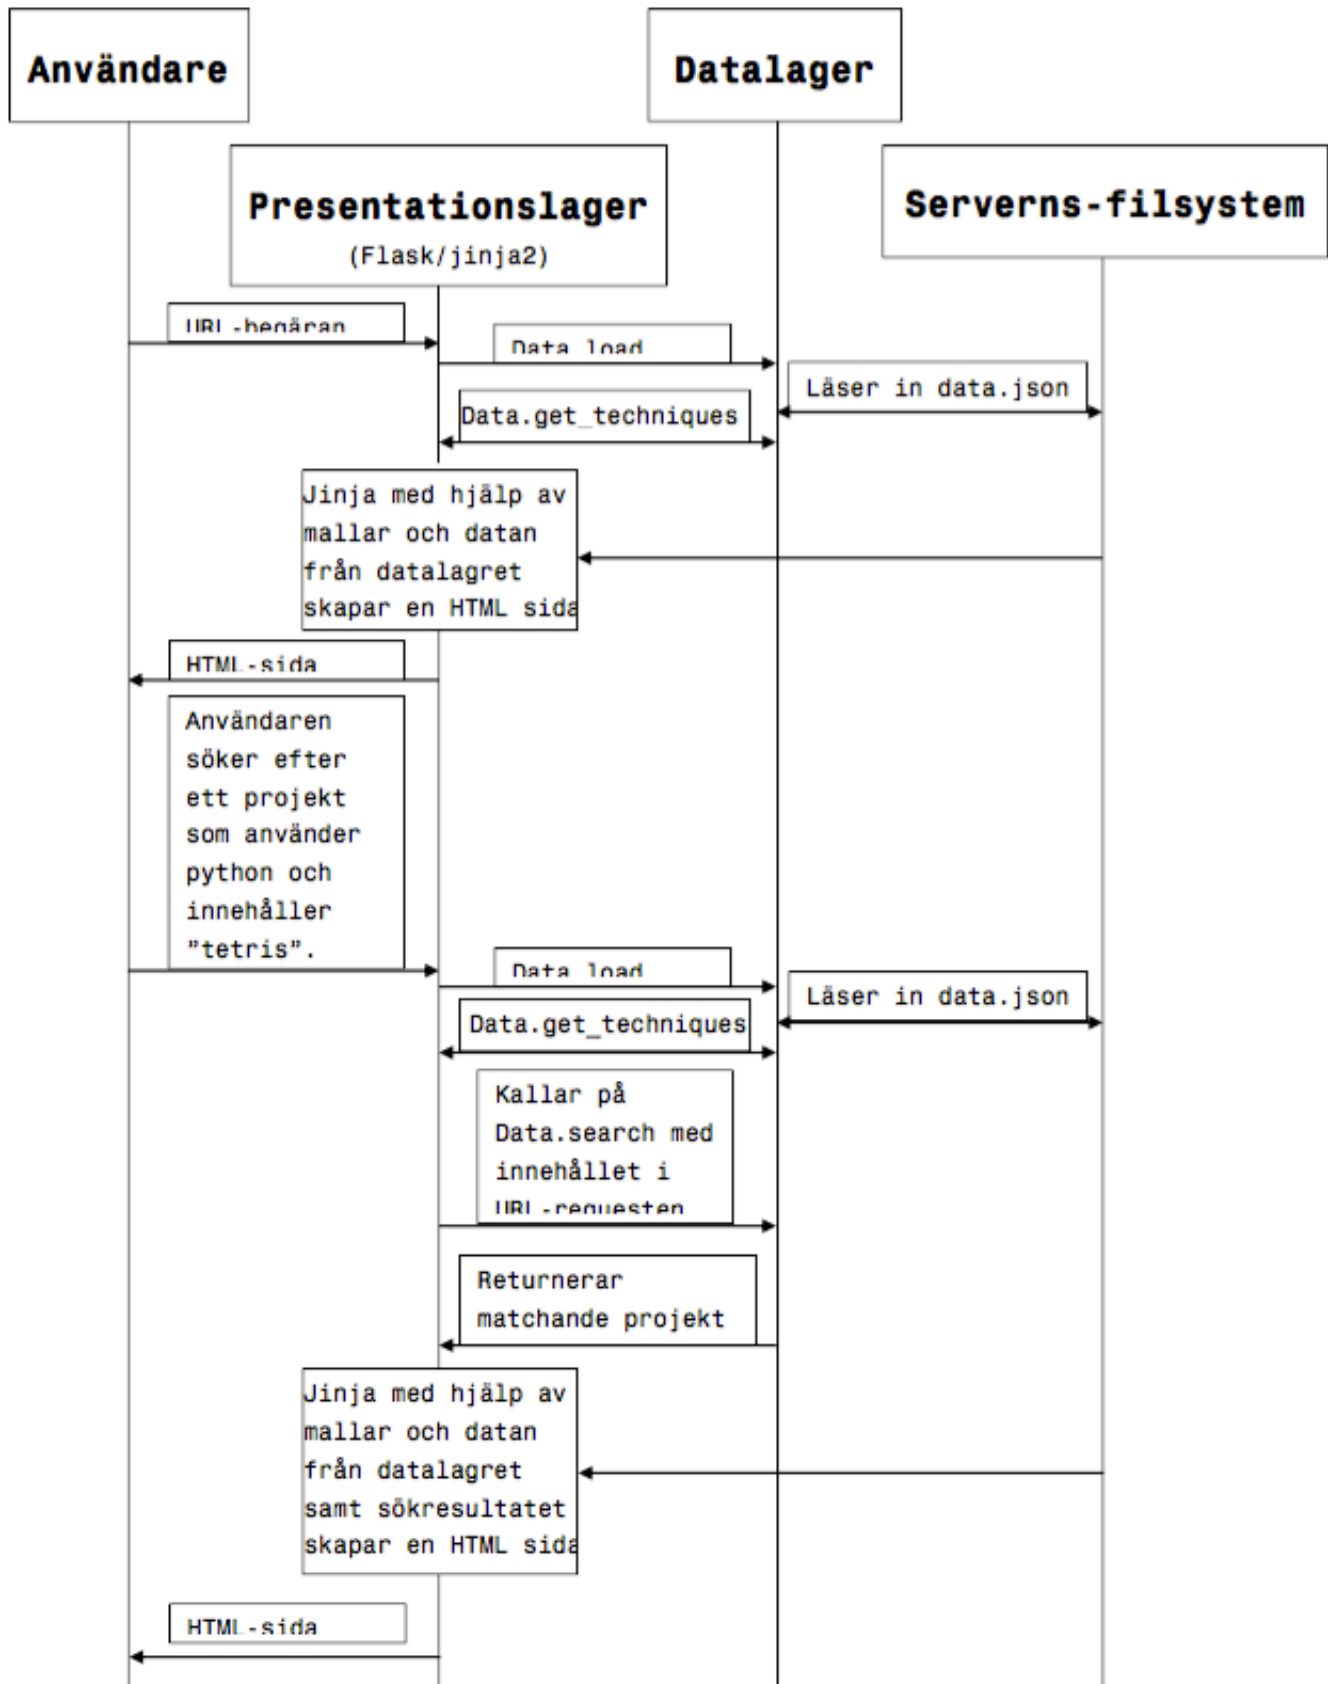 Användare
Datalager
Presentationslager
(Flask/jinja2)
Serverns-filsystem
URL-begäran
Data load
Läser in data.json
Data.get_techniques
Jinja med hjälp av
mallar och datan
från datalagret
skapar en HTML sida
HTML-sida
Användaren
söker efter
ett projekt
som använder
python och
innehåller
"tetris".
Data load
Läser in data.json
Data.get_techniques
Kallar på
Data.search med
innehållet i
URL-requesten
Returnerar
matchande projekt
Jinja med hjälp av
mallar och datan
från datalagret
samt sökresultatet
skapar en HTML sida
HTML-sida